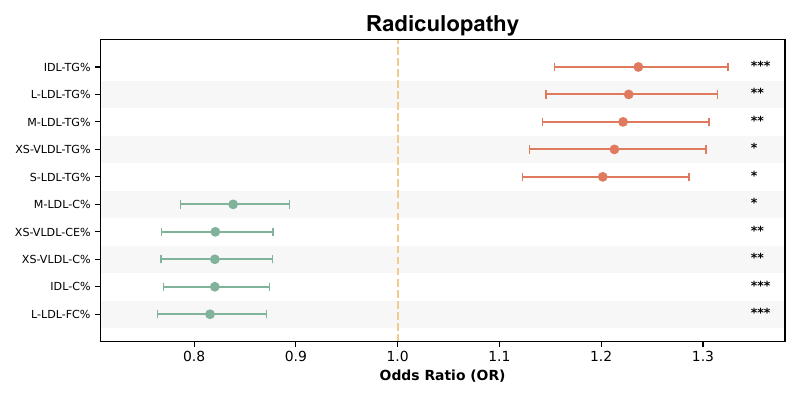 Radiculopathy
IDL-TG% ***
L-LDL-TG% **
M-LDL-TG% **
XS-VLDL-TG% *
S-LDL-TG% *
M-LDL-C% *
XS-VLDL-CE% **
XS-VLDL-C% **
IDL-C% ***
L-LDL-FC% ***
0.8 0.9 1.0 1.1 1.2 1.3
Odds Ratio (OR)